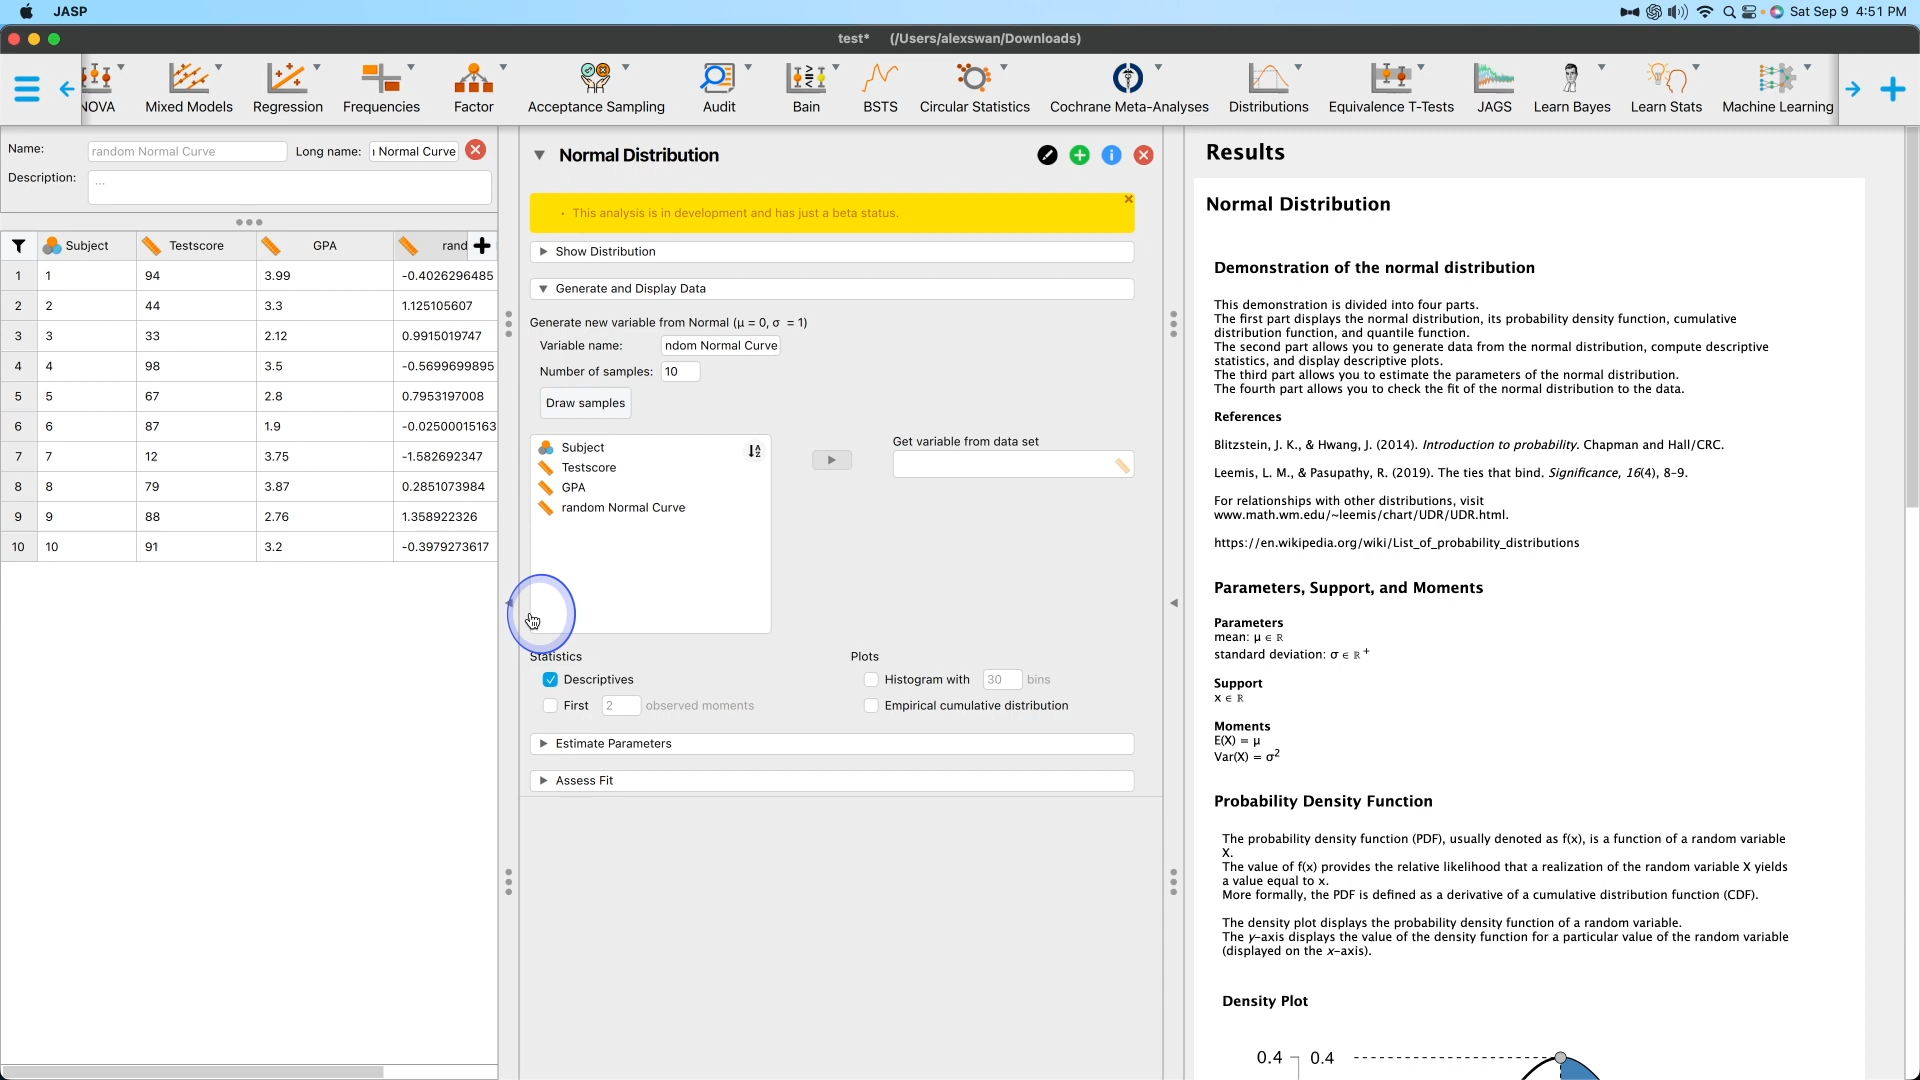 JASP
Sat Sep 9 4:51 PM
test* (/Users/alexswan/Downloads)
NOVA
Mixed Models
Regression
Frequencies
Factor
Acceptance Sampling
Audit
Bain
BSTS
Circular Statistics
Cochrane Meta-Analyses
Distributions
Equivalence T-Tests
JAGS
Learn Bayes
Learn Stats
Machine Learning
Name: random Normal Curve Long name: Normal Curve
Description: ...
Subject Testscore GPA rand
1 1 94 3.99 -0.4026296485
2 2 44 3.3 1.125105607
3 3 33 2.12 0.9915019747
4 4 98 3.5 -0.5699699895
5 5 67 2.8 0.7953197008
6 6 87 1.9 -0.02500015163
7 7 12 3.75 -1.582692347
8 8 79 3.87 0.2851073984
9 9 88 2.76 1.358922326
10 10 91 3.2 -0.3979273617
Normal Distribution
• This analysis is in development and has just a beta status.
Show Distribution
Generate and Display Data
Generate new variable from Normal (μ = 0, σ = 1)
Variable name: ndom Normal Curve
Number of samples: 10
Draw samples
Subject
Testscore
GPA
random Normal Curve
Get variable from data set
Statistics
Descriptives
First 2 observed moments
Plots
Histogram with 30 bins
Empirical cumulative distribution
Estimate Parameters
Assess Fit
Results
Normal Distribution
Demonstration of the normal distribution
This demonstration is divided into four parts.
The first part displays the normal distribution, its probability density function, cumulative
distribution function, and quantile function.
The second part allows you to generate data from the normal distribution, compute descriptive
statistics, and display descriptive plots.
The third part allows you to estimate the parameters of the normal distribution.
The fourth part allows you to check the fit of the normal distribution to the data.
References
Blitzstein, J. K., & Hwang, J. (2014). Introduction to probability. Chapman and Hall/CRC.
Leemis, L. M., & Pasupathy, R. (2019). The ties that bind. Significance, 16(4), 8–9.
For relationships with other distributions, visit
www.math.wm.edu/~leemis/chart/UDR/UDR.html.
https://en.wikipedia.org/wiki/List_of_probability_distributions
Parameters, Support, and Moments
Parameters
mean: μ ∈ ℝ
standard deviation: σ ∈ ℝ⁺
Support
x ∈ ℝ
Moments
E(X) = μ
Var(X) = σ²
Probability Density Function
The probability density function (PDF), usually denoted as f(x), is a function of a random variable
X.
The value of f(x) provides the relative likelihood that a realization of the random variable X yields
a value equal to x.
More formally, the PDF is defined as a derivative of a cumulative distribution function (CDF).
The density plot displays the probability density function of a random variable.
The y-axis displays the value of the density function for a particular value of the random variable
(displayed on the x-axis).
Density Plot
0.4 0.4